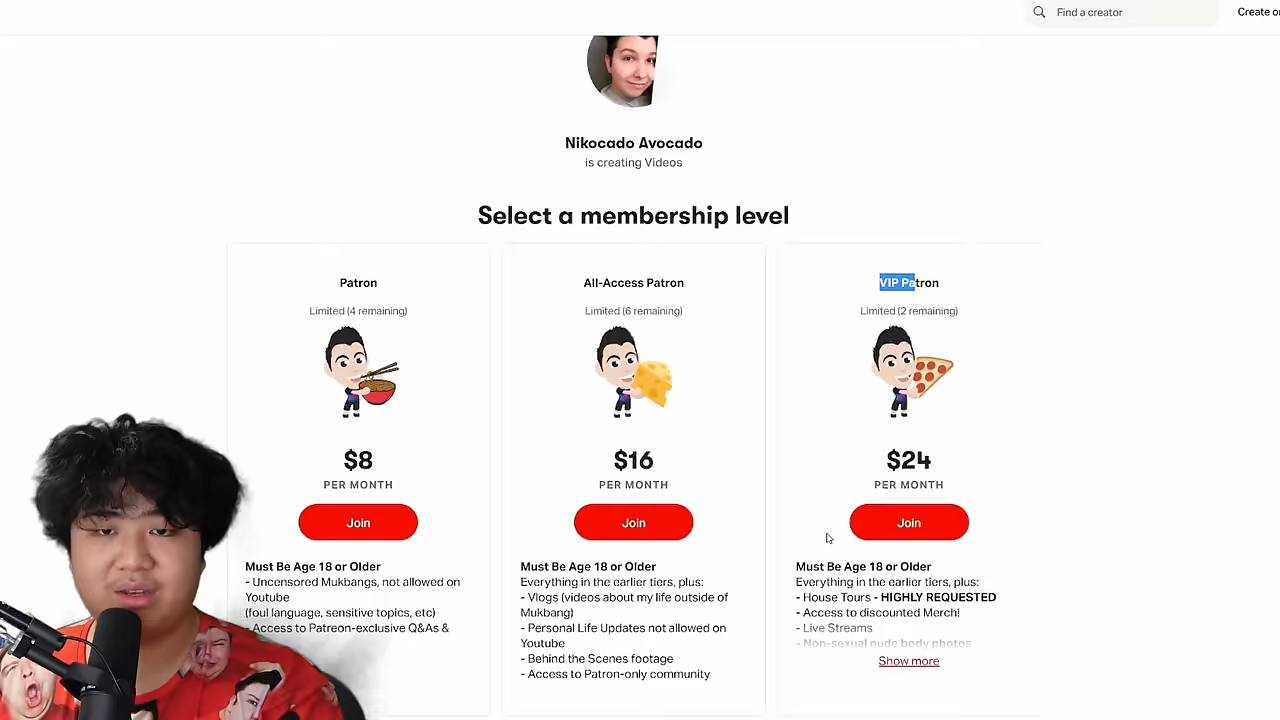 Find a creator
Create
Nikocado Avocado
is creating Videos
Select a membership level
Patron
Limited (4 remaining)
$8
PER MONTH
Join
Must Be Age 18 or Older
- Uncensored Mukbangs, not allowed on
Youtube
(foul language, sensitive topics, etc)
- Access to Patreon-exclusive Q&As &
All-Access Patron
Limited (6 remaining)
$16
PER MONTH
Join
Must Be Age 18 or Older
Everything in the earlier tiers, plus:
- Vlogs (videos about my life outside of
Mukbang)
- Personal Life Updates not allowed on
Youtube
- Behind the Scenes footage
- Access to Patron-only community
VIP Patron
Limited (2 remaining)
$24
PER MONTH
Join
Must Be Age 18 or Older
Everything in the earlier tiers, plus:
- House Tours - HIGHLY REQUESTED
- Access to discounted Merch!
- Live Streams
- Non-sexual nude body photos
Show more